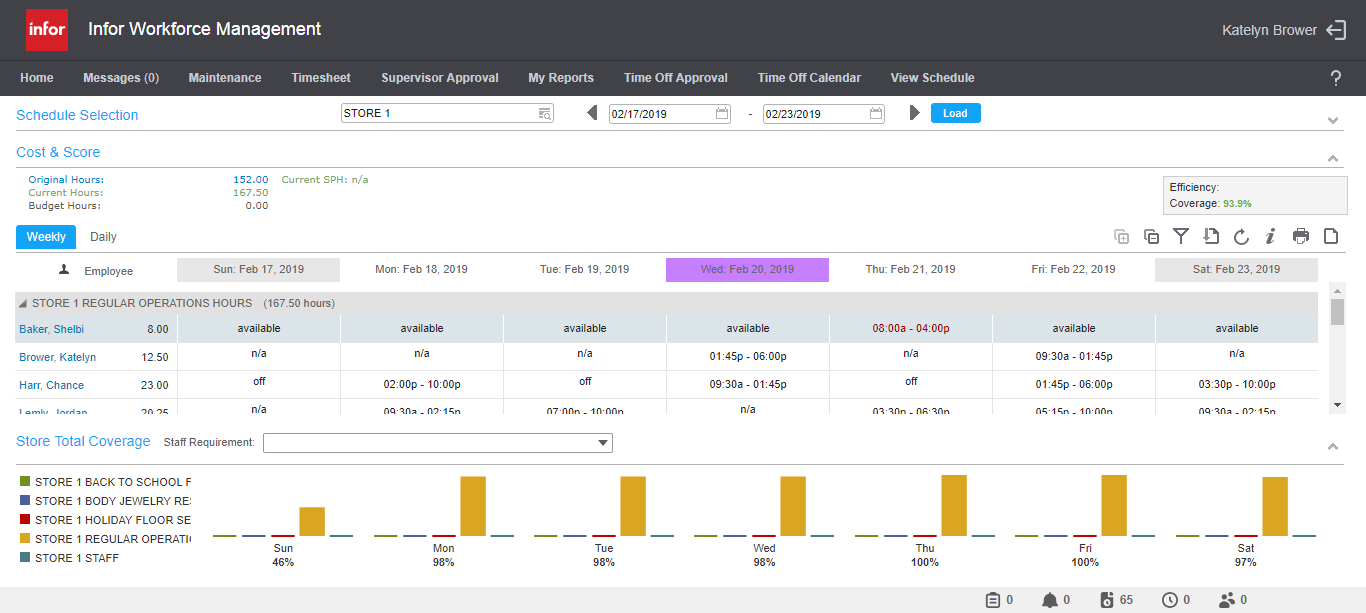 infor Infor Workforce Management Katelyn Brower
Home Messages (0) Maintenance Timesheet Supervisor Approval My Reports Time Off Approval Time Off Calendar View Schedule ?
Schedule Selection STORE 1 02/17/2019 - 02/23/2019 Load
Cost & Score
Original Hours: 152.00 Current SPH: n/a
Current Hours: 167.50
Budget Hours: 0.00
Efficiency:
Coverage: 93.9%
Weekly Daily
Employee Sun: Feb 17, 2019 Mon: Feb 18, 2019 Tue: Feb 19, 2019 Wed: Feb 20, 2019 Thu: Feb 21, 2019 Fri: Feb 22, 2019 Sat: Feb 23, 2019
STORE 1 REGULAR OPERATIONS HOURS (167.50 hours)
Baker, Shelbi 8.00 available available available available 08:00a - 04:00p available available
Brower, Katelyn 12.50 n/a n/a n/a 01:45p - 06:00p n/a 09:30a - 01:45p n/a
Harr, Chance 23.00 off 02:00p - 10:00p off 09:30a - 01:45p off 01:45p - 06:00p 03:30p - 10:00p
Lemly, Jordan 20.25 n/a 09:30a - 02:15p 07:00p - 10:00p n/a 03:30p - 06:30p 05:15p - 10:00p 09:30a - 02:15p
Store Total Coverage Staff Requirement:
STORE 1 BACK TO SCHOOL F
STORE 1 BODY JEWELRY RES
STORE 1 HOLIDAY FLOOR SE
STORE 1 REGULAR OPERATI
STORE 1 STAFF
Sun Mon Tue Wed Thu Fri Sat
46% 98% 98% 98% 100% 100% 97%
0 0 65 0 0